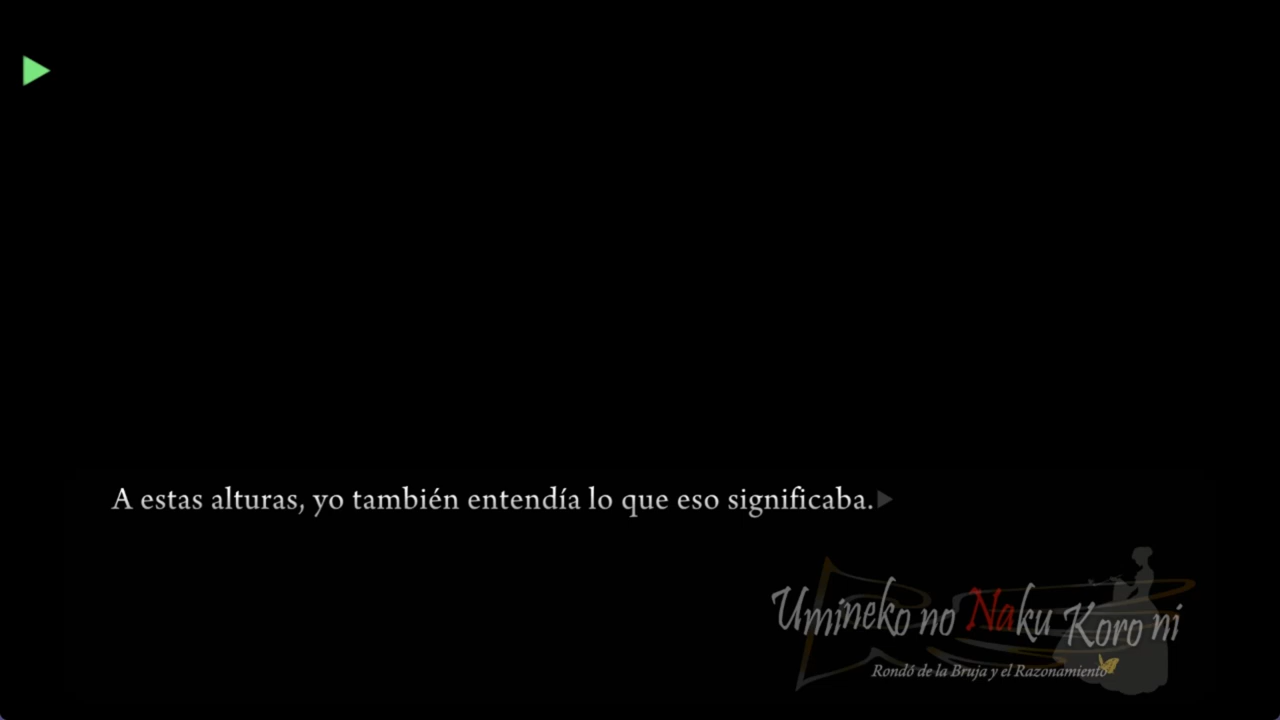 A estas alturas, yo también entendía lo que eso significaba.
Umineko no Naku Koro ni
Rondó de la Bruja y el Razonamiento